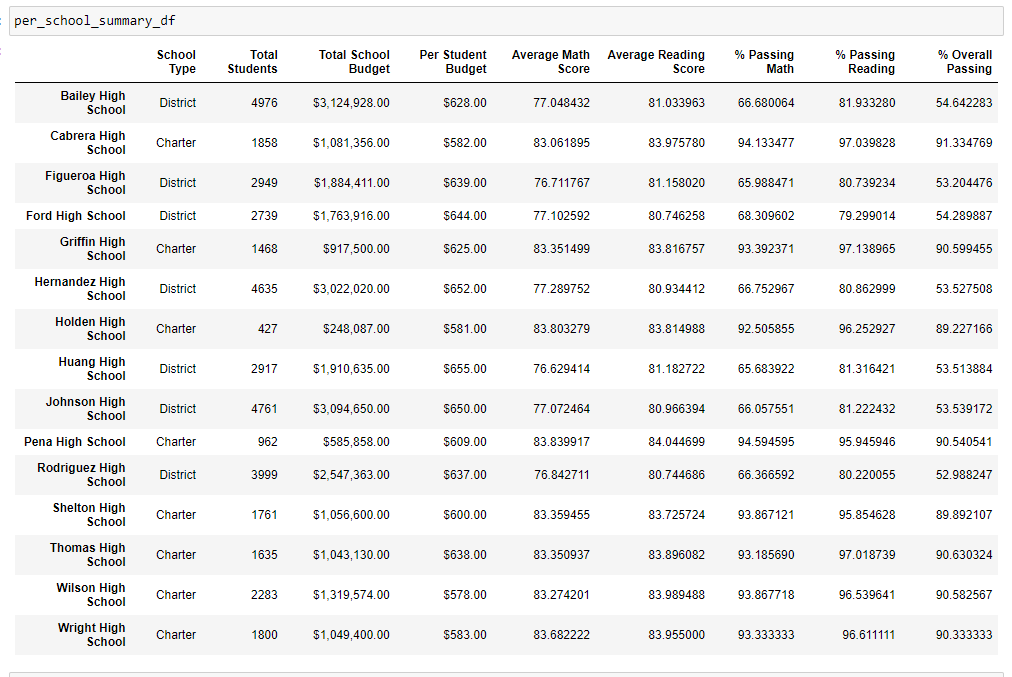 per_school_summary_df
School Type Total Students Total School Budget Per Student Budget Average Math Score Average Reading Score % Passing Math % Passing Reading % Overall Passing
Bailey High School District 4976 $3,124,928.00 $628.00 77.048432 81.033963 66.680064 81.933280 54.642283
Cabrera High School Charter 1858 $1,081,356.00 $582.00 83.061895 83.975780 94.133477 97.039828 91.334769
Figueroa High School District 2949 $1,884,411.00 $639.00 76.711767 81.158020 65.988471 80.739234 53.204476
Ford High School District 2739 $1,763,916.00 $644.00 77.102592 80.746258 68.309602 79.299014 54.289887
Griffin High School Charter 1468 $917,500.00 $625.00 83.351499 83.816757 93.392371 97.138965 90.599455
Hernandez High School District 4635 $3,022,020.00 $652.00 77.289752 80.934412 66.752967 80.862999 53.527508
Holden High School Charter 427 $248,087.00 $581.00 83.803279 83.814988 92.505855 96.252927 89.227166
Huang High School District 2917 $1,910,635.00 $655.00 76.629414 81.182722 65.683922 81.316421 53.513884
Johnson High School District 4761 $3,094,650.00 $650.00 77.072464 80.966394 66.057551 81.222432 53.539172
Pena High School Charter 962 $585,858.00 $609.00 83.839917 84.044699 94.594595 95.945946 90.540541
Rodriguez High School District 3999 $2,547,363.00 $637.00 76.842711 80.744686 66.366592 80.220055 52.988247
Shelton High School Charter 1761 $1,056,600.00 $600.00 83.359455 83.725724 93.867121 95.854628 89.892107
Thomas High School Charter 1635 $1,043,130.00 $638.00 83.350937 83.896082 93.185690 97.018739 90.630324
Wilson High School Charter 2283 $1,319,574.00 $578.00 83.274201 83.989488 93.867718 96.539641 90.582567
Wright High School Charter 1800 $1,049,400.00 $583.00 83.682222 83.955000 93.333333 96.611111 90.333333